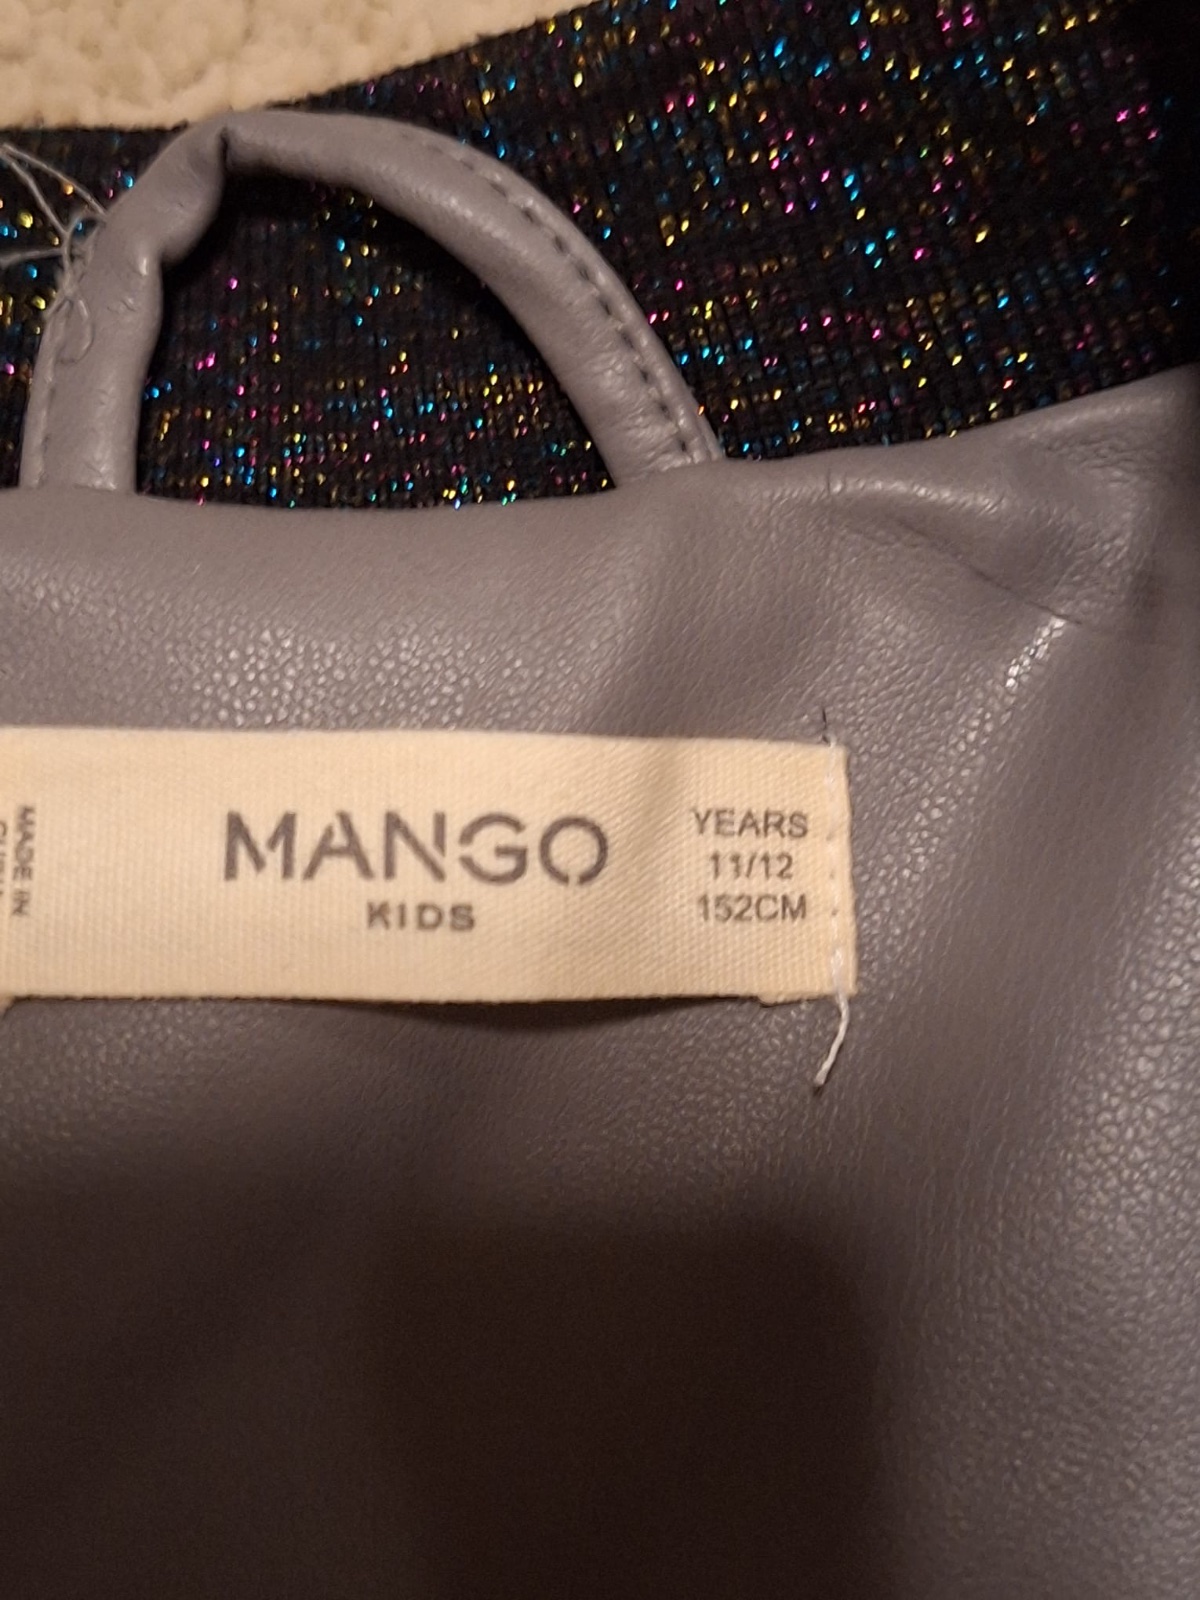 MANGO
KIDS
YEARS
11/12
152CM
MADE IN